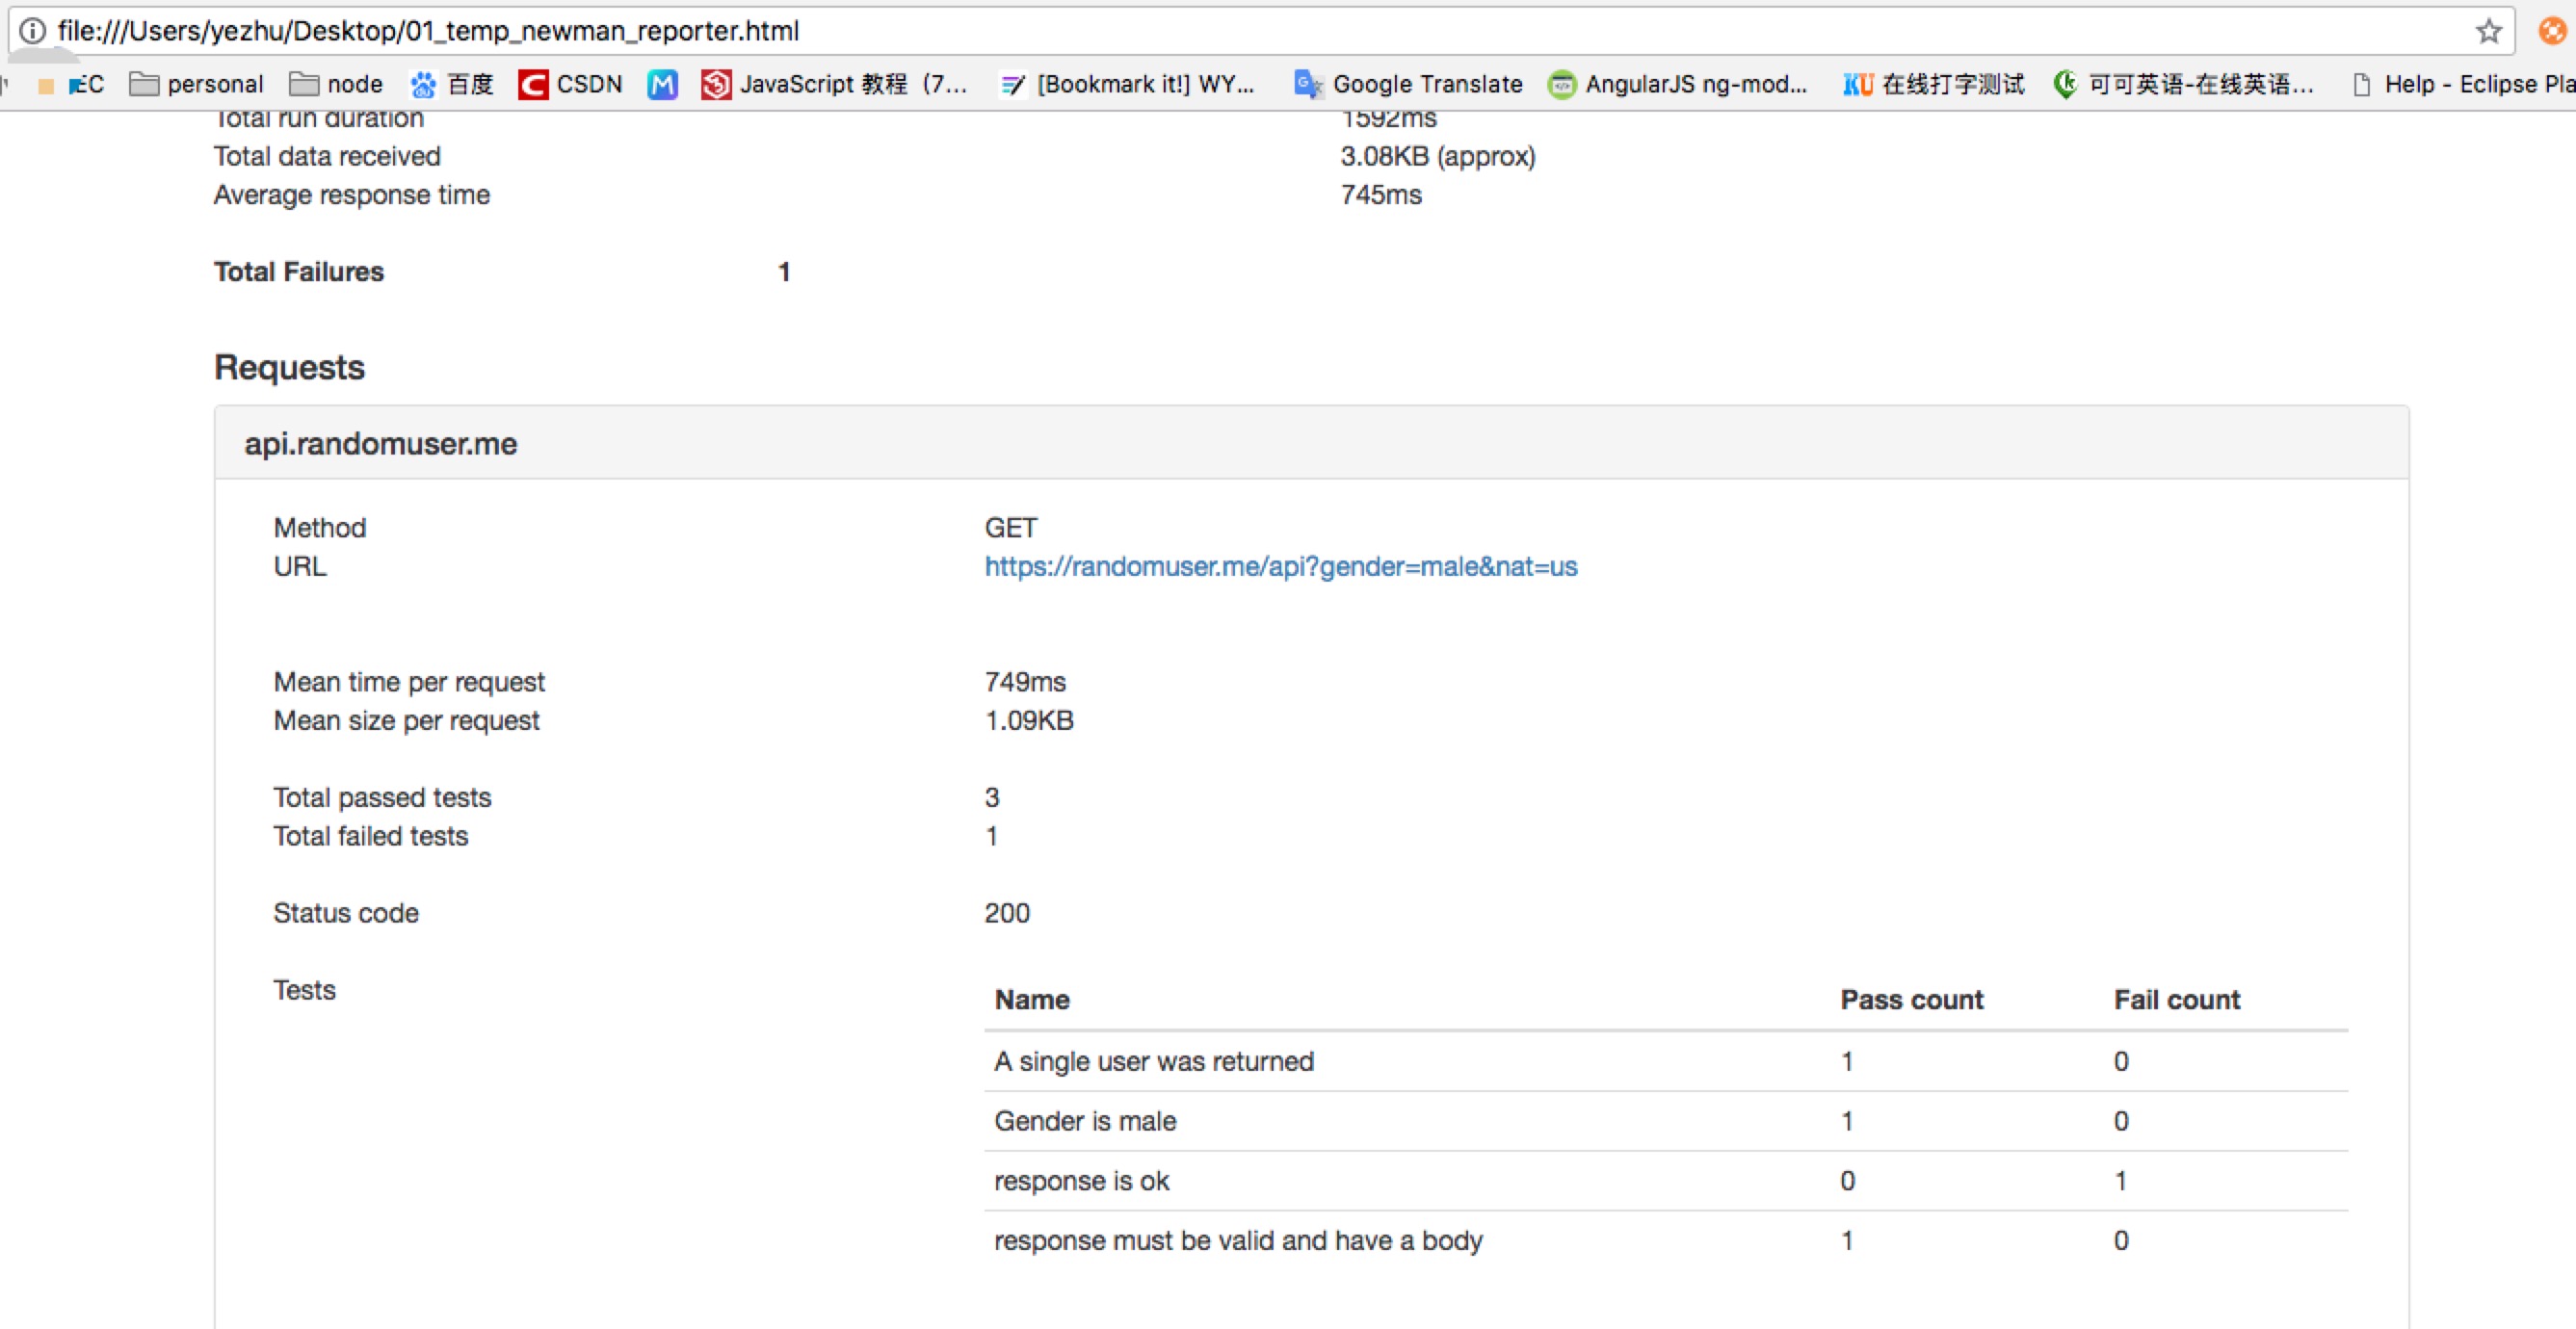 file:///Users/yezhu/Desktop/01_temp_newman_reporter.html
EC personal node 百度 CSDN JavaScript 教程（7... [Bookmark it!] WY... Google Translate AngularJS ng-mod... KU 在线打字测试 可可英语-在线英语... Help - Eclipse Pla
Total run duration 1592ms
Total data received 3.08KB (approx)
Average response time 745ms
Total Failures 1
Requests
api.randomuser.me
Method GET
URL https://randomuser.me/api?gender=male&nat=us
Mean time per request 749ms
Mean size per request 1.09KB
Total passed tests 3
Total failed tests 1
Status code 200
Tests Name Pass count Fail count
A single user was returned 1 0
Gender is male 1 0
response is ok 0 1
response must be valid and have a body 1 0